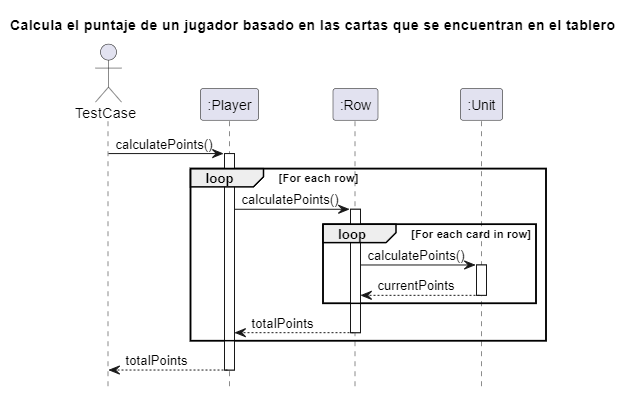 Calcula el puntaje de un jugador basado en las cartas que se encuentran en el tablero
TestCase
:Player
:Row
:Unit
calculatePoints()
loop
[For each row]
calculatePoints()
loop
[For each card in row]
calculatePoints()
currentPoints
totalPoints
totalPoints